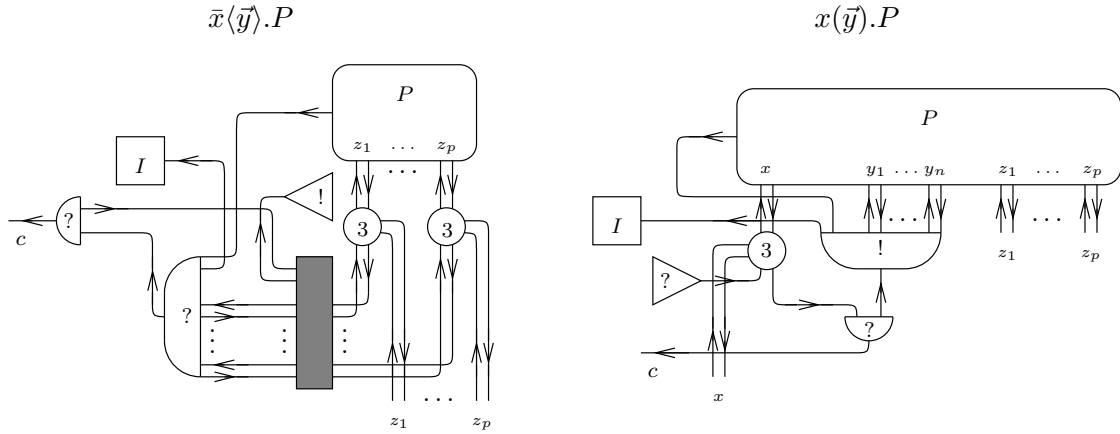 x̄⟨y⃗⟩.P
x(y⃗).P
P
z₁ ... zₚ
...
I
!
?
c
3
3
?
⋮ ⋮ ⋮
z₁ ... zₚ
P
x y₁ ... yₙ z₁ ... zₚ
... ...
I
3
!
z₁ zₚ
?
?
c
x